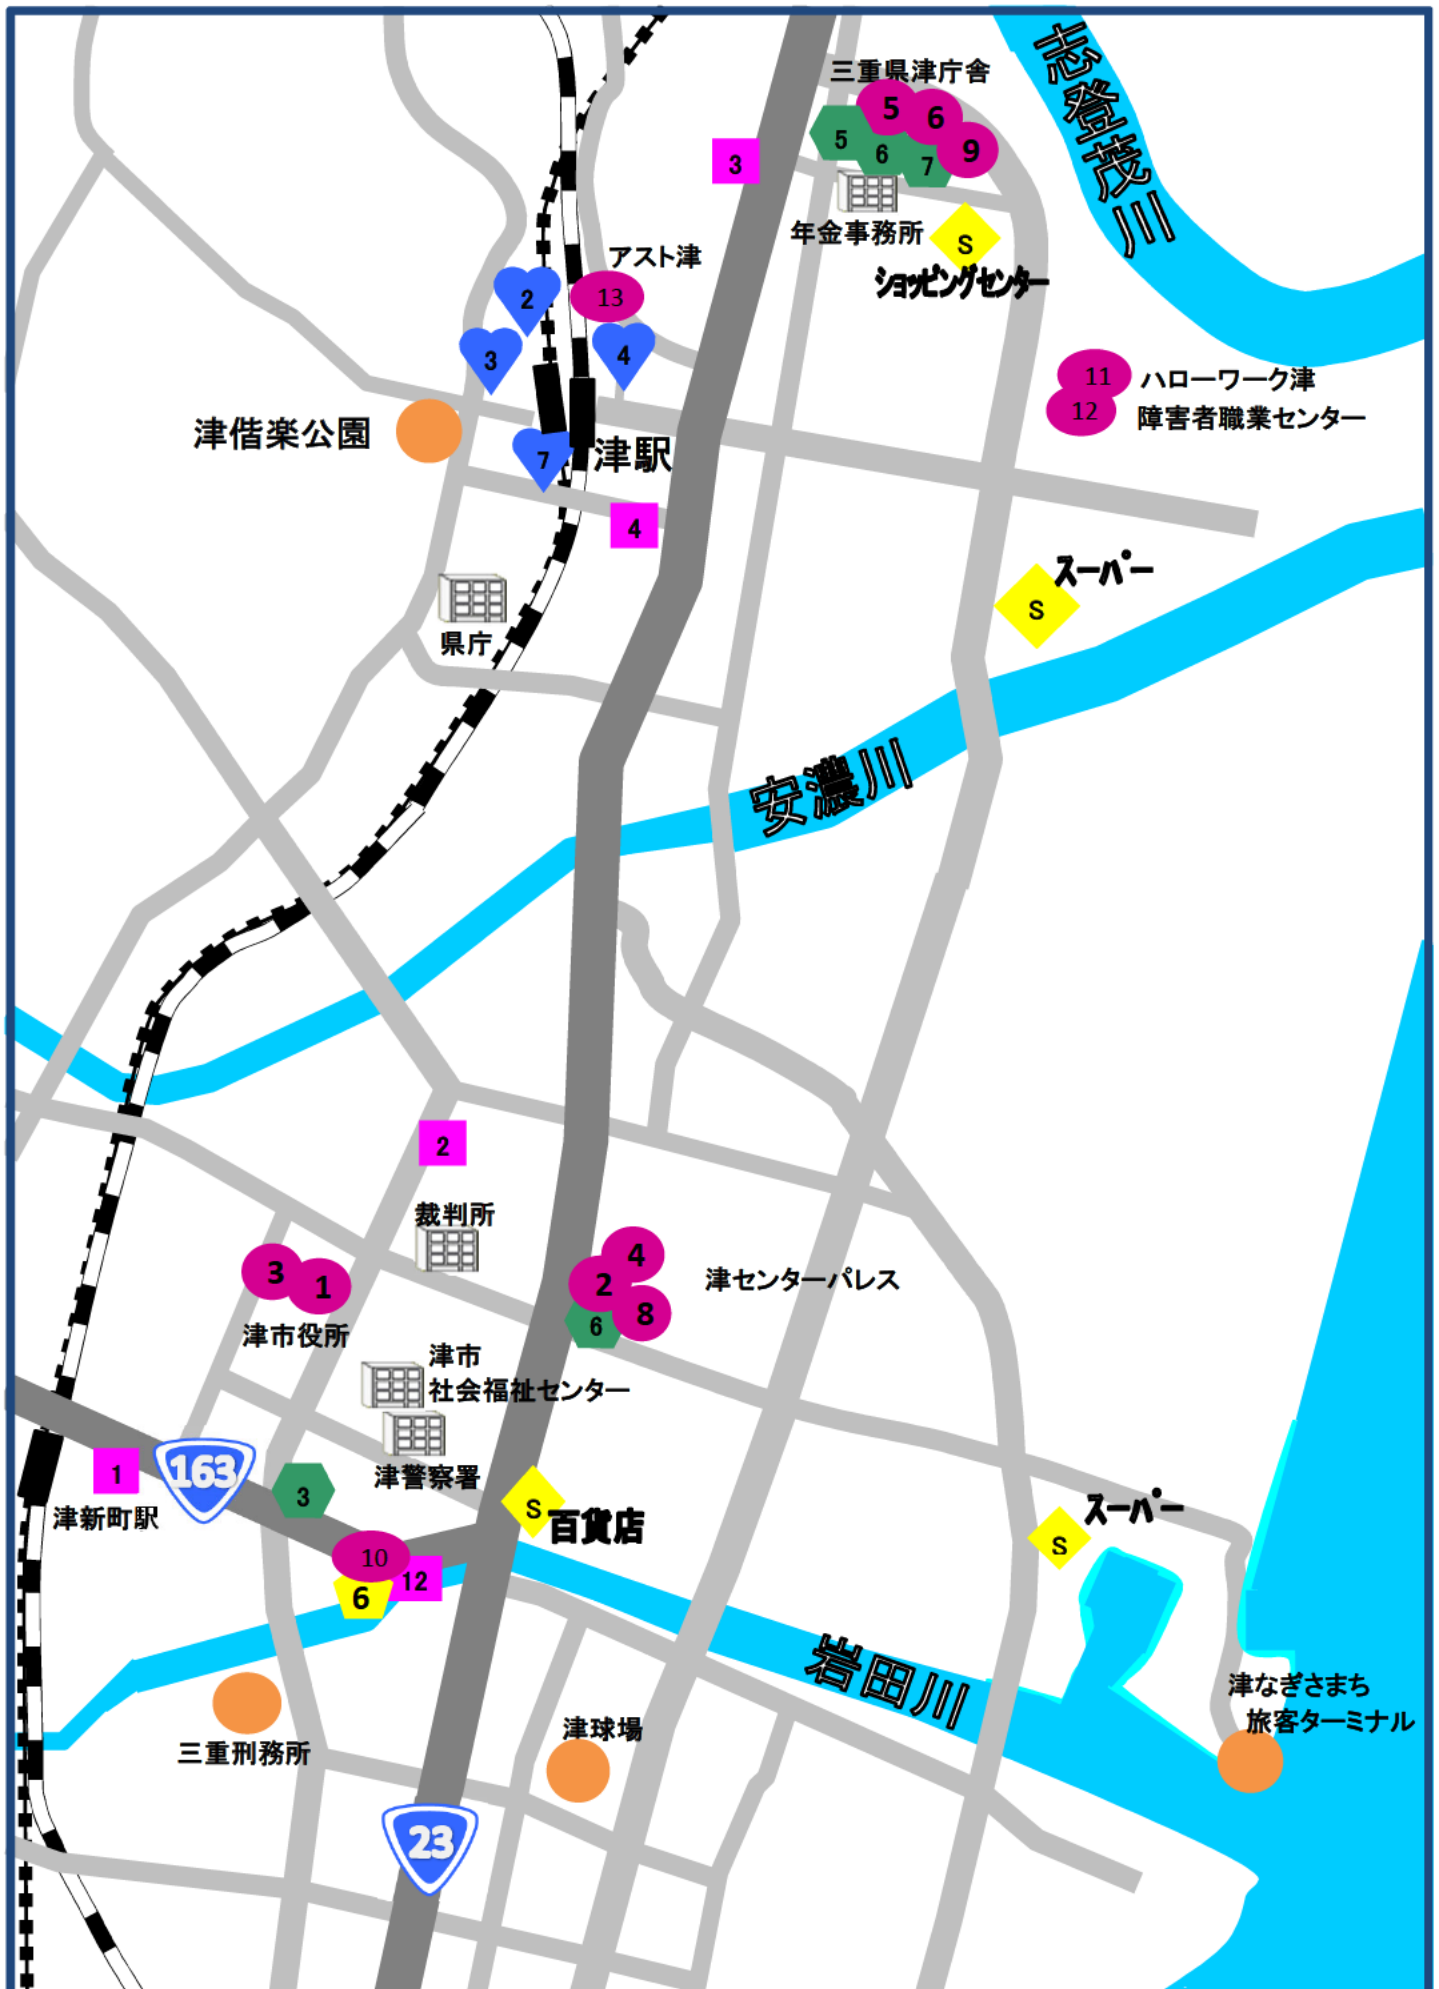 志登茂川
三重県津庁舎
5
6
9
5
6
7
3
年金事務所
S
ショッピングセンター
アスト津
13
2
3
4
11
ハローワーク津
12
障害者職業センター
津偕楽公園
7
津駅
4
スーパー
S
県庁
安濃川
2
裁判所
3
1
津市役所
4
2
8
6
津センターパレス
津市
社会福祉センター
津警察署
1
163
津新町駅
3
S
百貨店
スーパー
S
10
12
6
岩田川
三重刑務所
津球場
津なぎさまち
旅客ターミナル
23